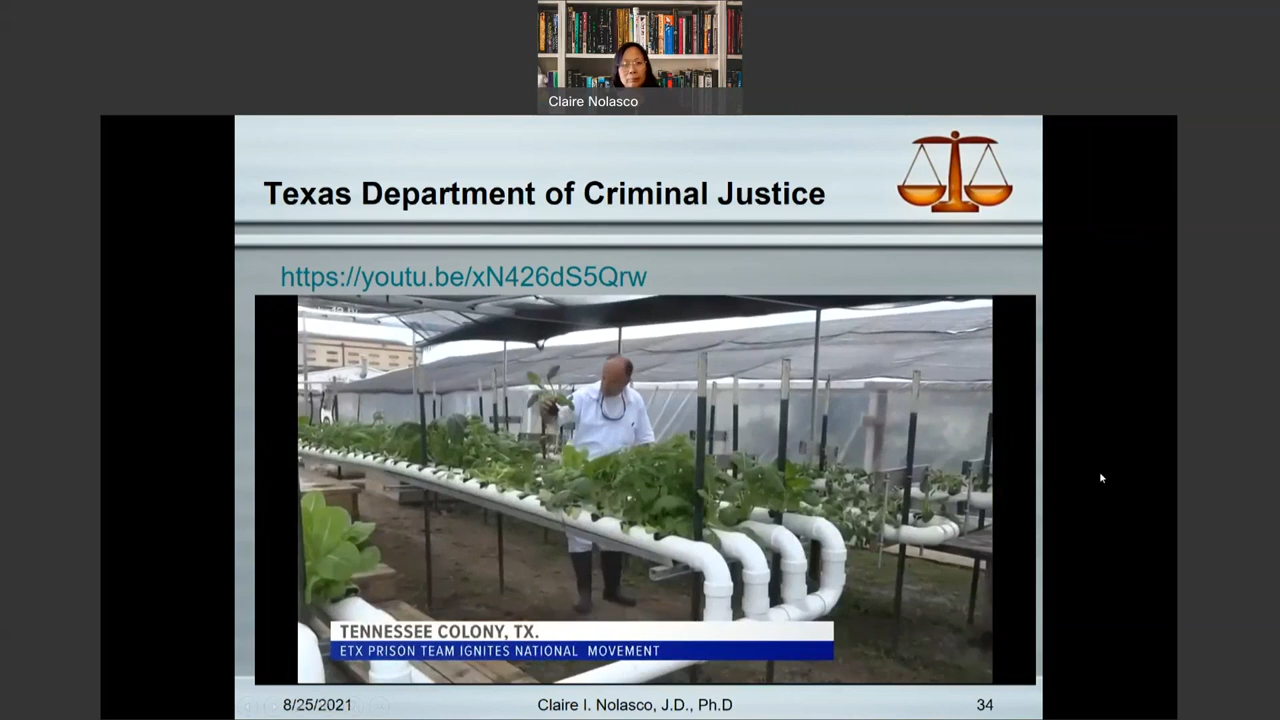 Claire Nolasco
Texas Department of Criminal Justice
https://youtu.be/xN426dS5Qrw
TENNESSEE COLONY, TX.
ETX PRISON TEAM IGNITES NATIONAL MOVEMENT
8/25/2021
Claire I. Nolasco, J.D., Ph.D
34